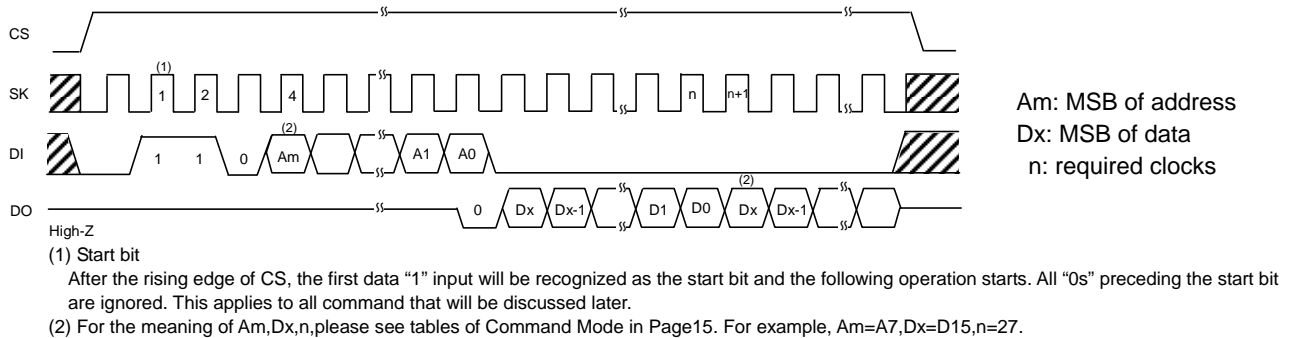 CS
SK
(1)
1 2 4 n n+1
Am: MSB of address
Dx: MSB of data
n: required clocks
DI
1 1 0
(2)
Am A1 A0
DO
High-Z
0 Dx Dx-1 D1 D0
(2)
Dx Dx-1
(1) Start bit
After the rising edge of CS, the first data “1” input will be recognized as the start bit and the following operation starts. All “0s” preceding the start bit
are ignored. This applies to all command that will be discussed later.
(2) For the meaning of Am,Dx,n,please see tables of Command Mode in Page15. For example, Am=A7,Dx=D15,n=27.